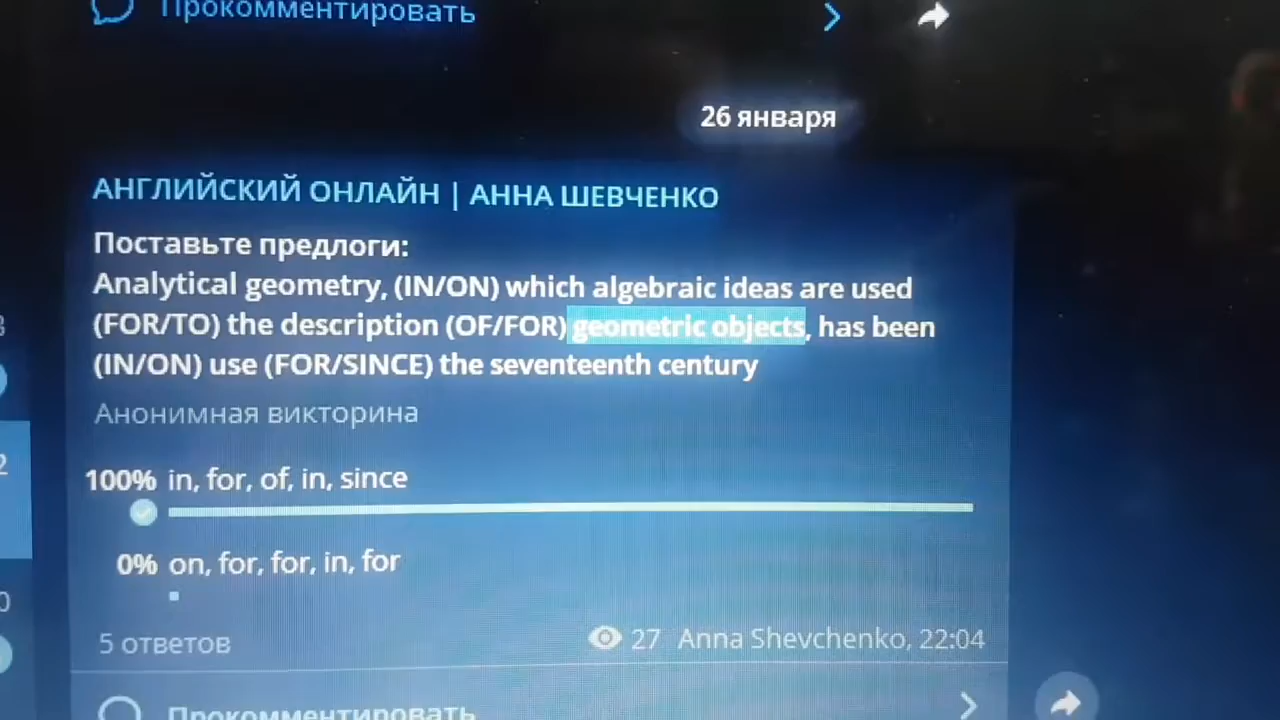 Прокомментировать
26 января
АНГЛИЙСКИЙ ОНЛАЙН | АННА ШЕВЧЕНКО
Поставьте предлоги:
Analytical geometry, (IN/ON) which algebraic ideas are used
(FOR/TO) the description (OF/FOR) geometric objects, has been
(IN/ON) use (FOR/SINCE) the seventeenth century
Анонимная викторина
100% in, for, of, in, since
0% on, for, for, in, for
5 ответов
27 Anna Shevchenko, 22:04
Прокомментировать